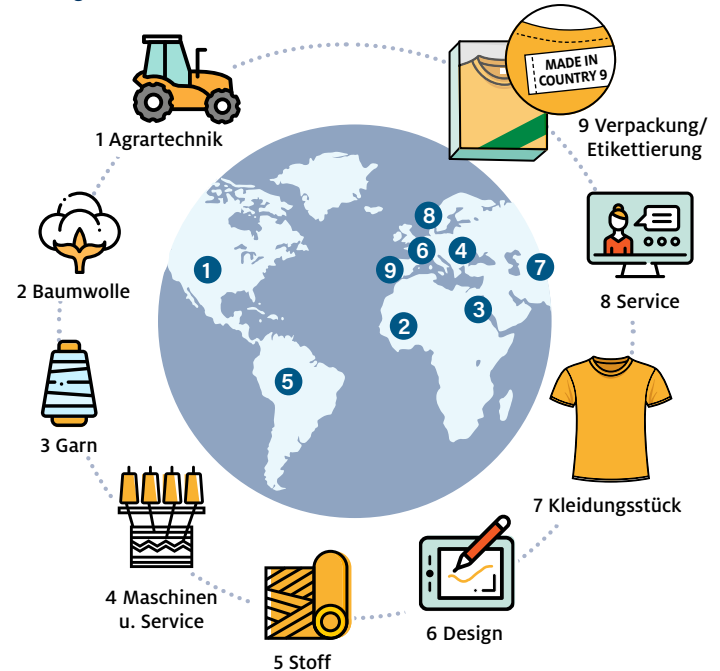 1 Agrartechnik
MADE IN
COUNTRY 9
9 Verpackung/
Etikettierung
2 Baumwolle
8 Service
3 Garn
7 Kleidungsstück
4 Maschinen
u. Service
6 Design
5 Stoff
8
6
4
1
9
7
3
2
5